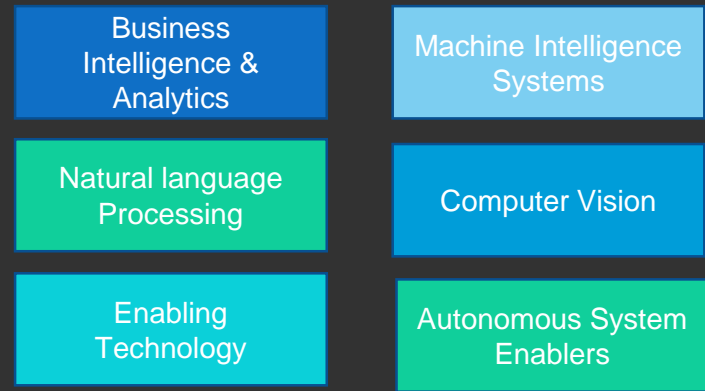 Business
Intelligence &
Analytics
Machine Intelligence
Systems
Natural language
Processing
Computer Vision
Enabling
Technology
Autonomous System
Enablers